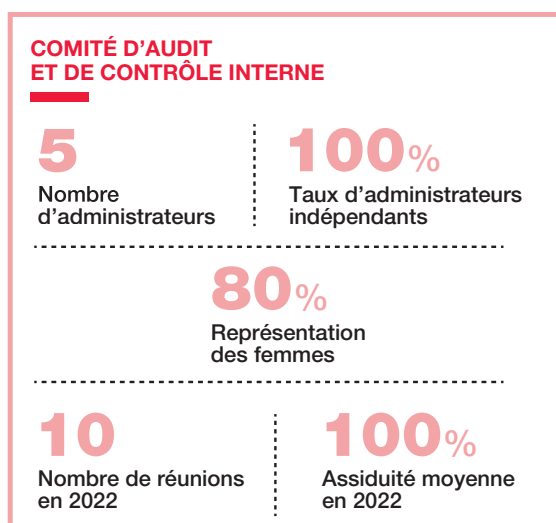 COMITÉ D’AUDIT
ET DE CONTRÔLE INTERNE
5
Nombre
d’administrateurs
100%
Taux d’administrateurs
indépendants
80%
Représentation
des femmes
10
Nombre de réunions
en 2022
100%
Assiduité moyenne
en 2022